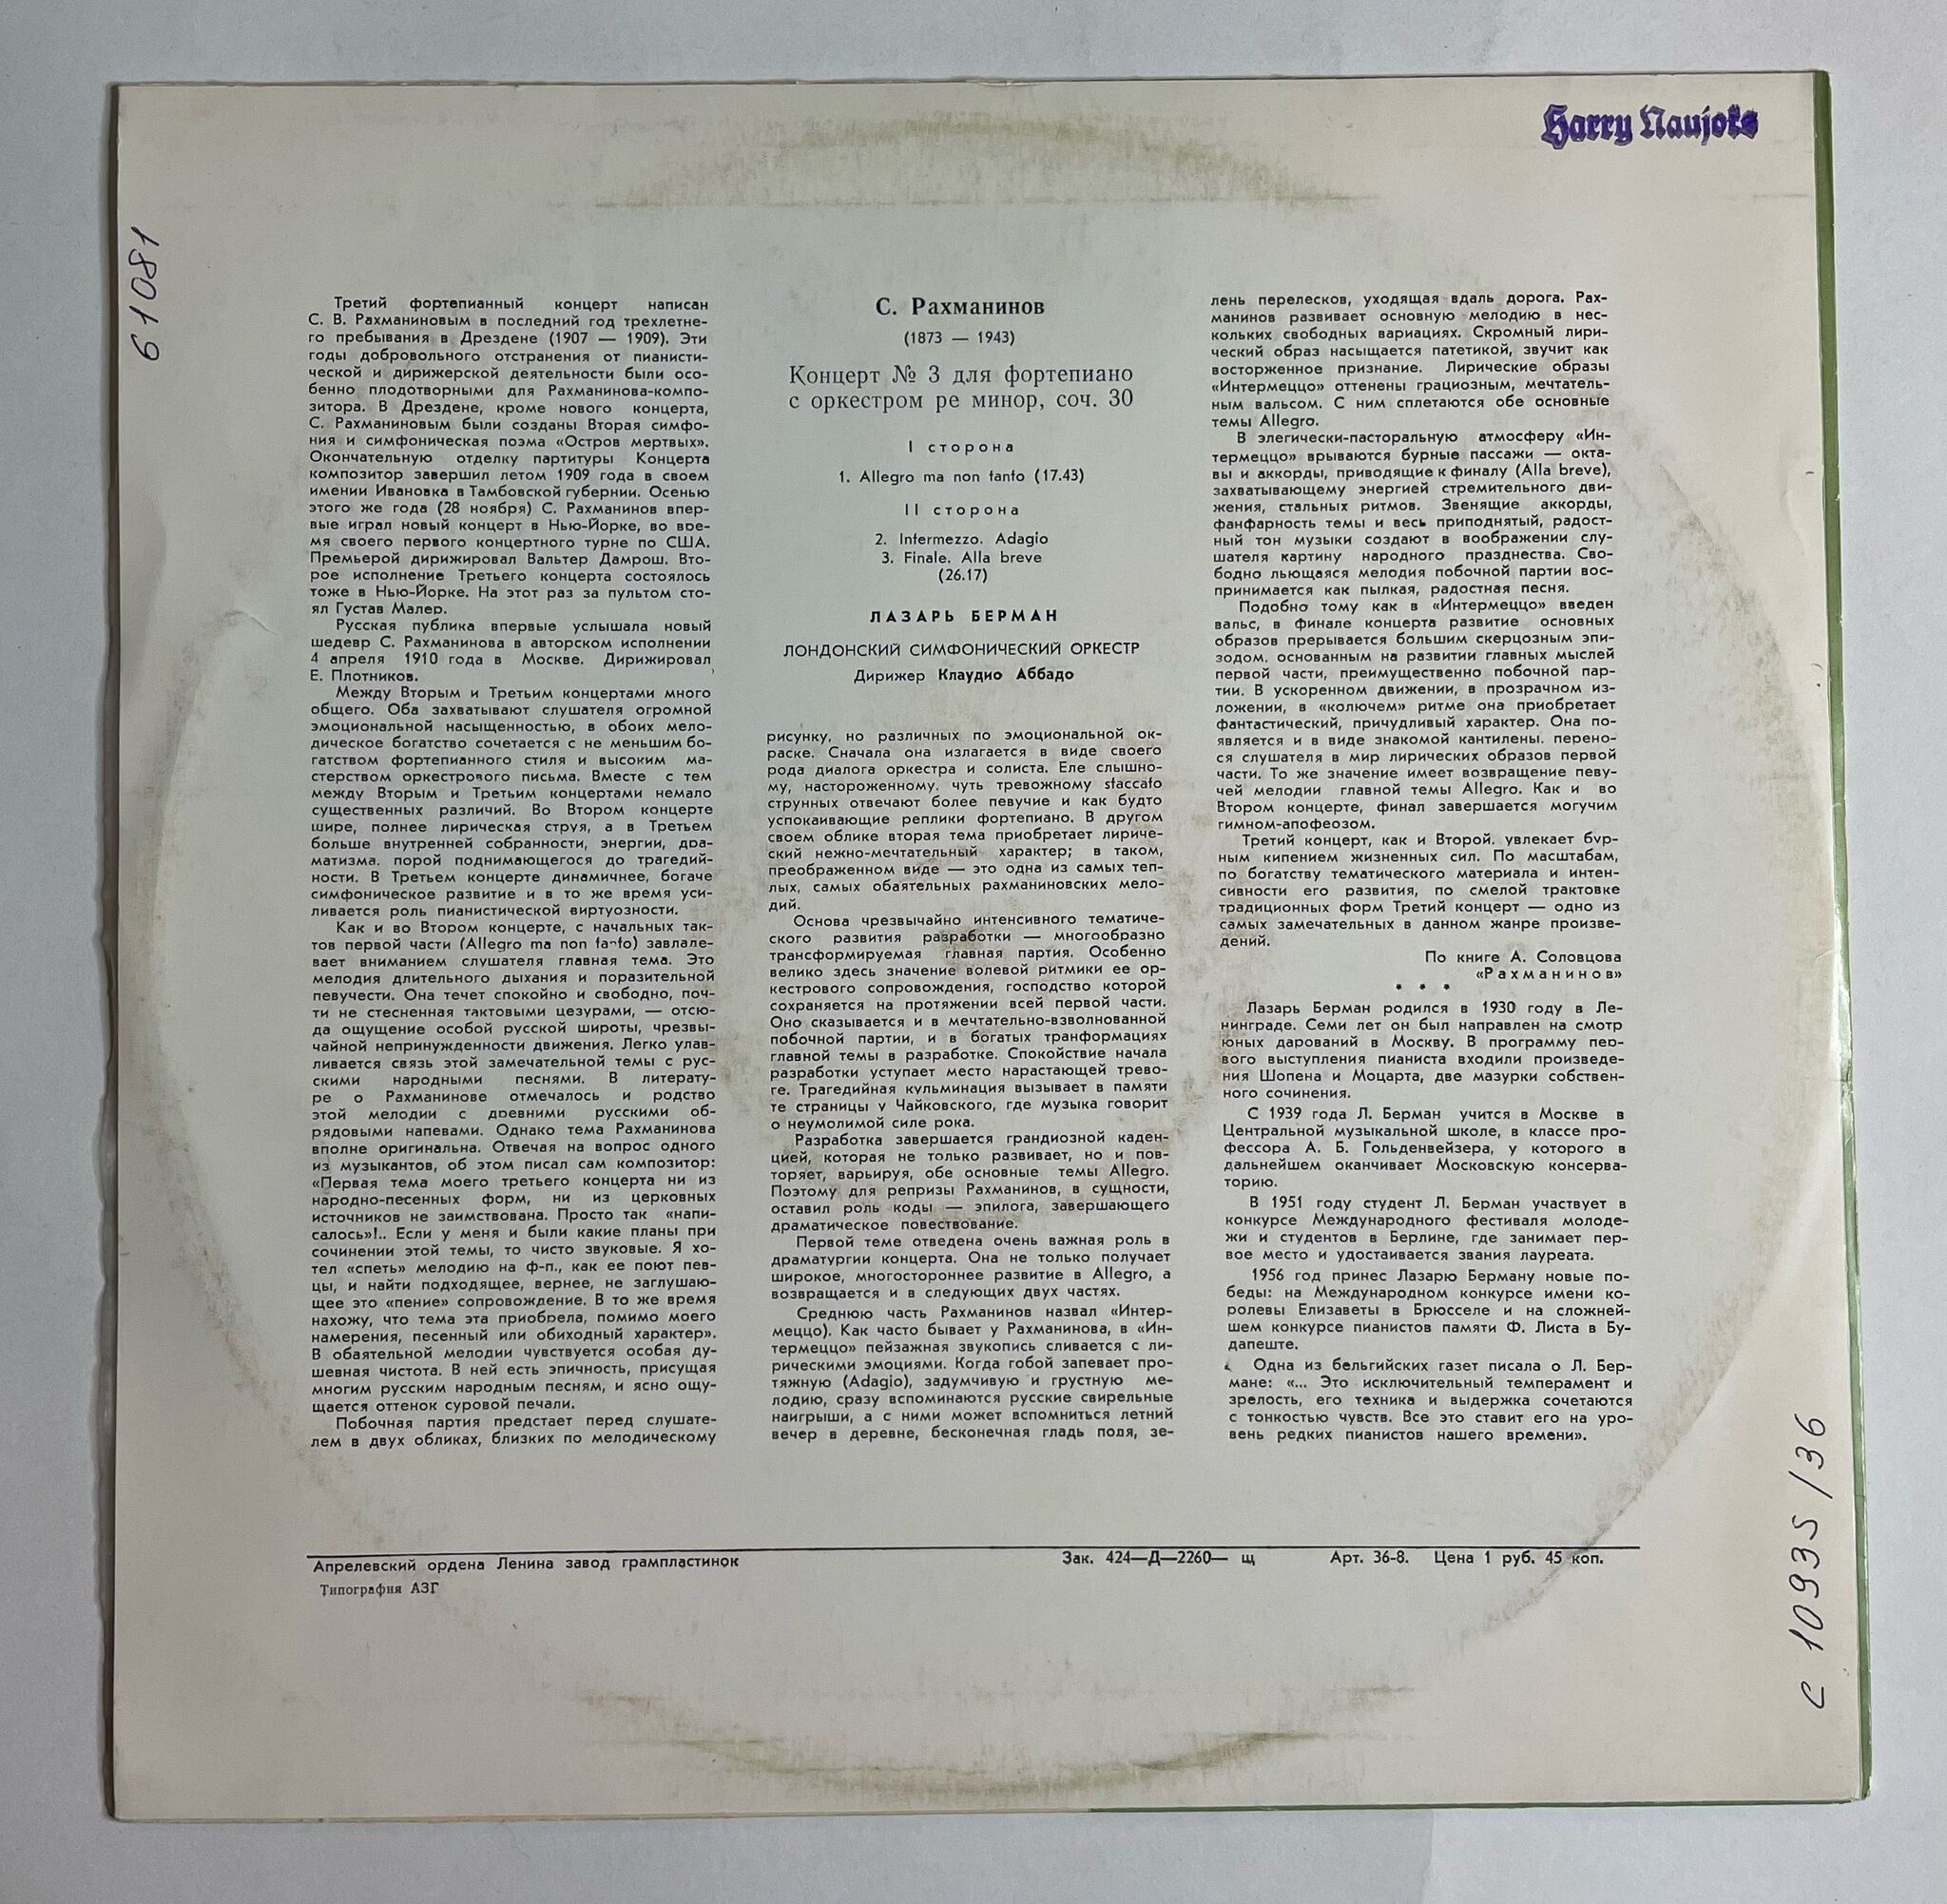 Harry Naujoks
61081
Третий фортепианный концерт написан
С. В. Рахманиновым в последний год трехлетне-
го пребывания в Дрездене (1907 — 1909). Эти
годы добровольного отстранения от пианисти-
ческой и дирижерской деятельности были осо-
бенно плодотворными для Рахманинова-компо-
зитора. В Дрездене, кроме нового концерта,
С. Рахманиновым были созданы Вторая симфо-
ния и симфоническая поэма «Остров мертвых».
Окончательную отделку партитуры Концерта
композитор завершил летом 1909 года в своем
имении Ивановка в Тамбовской губернии. Осенью
этого же года (28 ноября) С. Рахманинов впер-
вые играл новый концерт в Нью-Йорке, во вое-
мя своего первого концертного турне по США.
Премьерой дирижировал Вальтер Дамрош. Вто-
рое исполнение Третьего концерта состоялось
тоже в Нью-Йорке. На этот раз за пультом сто-
ял Густав Малер.
Русская публика впервые услышала новый
шедевр С. Рахманинова в авторском исполнении
4 апреля 1910 года в Москве. Дирижировал
Е. Плотников.
Между Вторым и Третьим концертами много
общего. Оба захватывают слушателя огромной
эмоциональной насыщенностью, в обоих мело-
дическое богатство сочетается с не меньшим бо-
гатством фортепианного стиля и высоким ма-
стерством оркестрового письма. Вместе с тем
между Вторым и Третьим концертами немало
существенных различий. Во Втором концерте
шире, полнее лирическая струя, а в Третьем
больше внутренней собранности, энергии, дра-
матизма, порой поднимающегося до трагедий-
ности. В Третьем концерте динамичнее, богаче
симфоническое развитие и в то же время уси-
ливается роль пианистической виртуозности.
Как и во Втором концерте, с начальных так-
тов первой части (Allegro ma non tanto) завладе-
вает вниманием слушателя главная тема. Это
мелодия длительного дыхания и поразительной
певучести. Она течет спокойно и свободно, поч-
ти не стесненная тактовыми цезурами, — отсю-
да ощущение особой русской широты, чрезвы-
чайной непринужденности движения. Легко улав-
ливается связь этой замечательной темы с рус-
скими народными песнями. В литерату-
ре о Рахманинове отмечалось и родство
этой мелодии с древними русскими об-
рядовыми напевами. Однако тема Рахманинова
вполне оригинальна. Отвечая на вопрос одного
из музыкантов, об этом писал сам композитор:
«Первая тема моего третьего концерта ни из
народно-песенных форм, ни из церковных
источников не заимствована. Просто так «напи-
салось»!.. Если у меня и были какие планы при
сочинении этой темы, то чисто звуковые. Я хо-
тел «спеть» мелодию на ф-п., как ее поют пев-
цы, и найти подходящее, вернее, не заглушаю-
щее это «пение» сопровождение. В то же время
нахожу, что тема эта приобрела, помимо моего
намерения, песенный или обиходный характер».
В обаятельной мелодии чувствуется особая ду-
шевная чистота. В ней есть эпичность, присущая
многим русским народным песням, и ясно ощу-
щается оттенок суровой печали.
Побочная партия предстает перед слушате-
лем в двух обликах, близких по мелодическому
С. Рахманинов
(1873 — 1943)
Концерт № 3 для фортепиано
с оркестром ре минор, соч. 30
I сторона
1. Allegro ma non tanto (17.43)
II сторона
2. Intermezzo. Adagio
3. Finale. Alla breve
(26.17)
ЛАЗАРЬ БЕРМАН
ЛОНДОНСКИЙ СИМФОНИЧЕСКИЙ ОРКЕСТР
Дирижер Клаудио Аббадо
рисунку, но различных по эмоциональной ок-
раске. Сначала она излагается в виде своего
рода диалога оркестра и солиста. Еле слышно-
му, настороженному, чуть тревожному staccato
струнных отвечают более певучие и как будто
успокаивающие реплики фортепиано. В другом
своем облике вторая тема приобретает лириче-
ский нежно-мечтательный характер; в таком,
преображенном виде — это одна из самых теп-
лых, самых обаятельных рахманиновских мело-
дий.
Основа чрезвычайно интенсивного тематиче-
ского развития разработки — многообразно
трансформируемая главная партия. Особенно
велико здесь значение волевой ритмики ее ор-
кестрового сопровождения, господство которой
сохраняется на протяжении всей первой части.
Оно сказывается и в мечтательно-взволнованной
побочной партии, и в богатых транформациях
главной темы в разработке. Спокойствие начала
разработки уступает место нарастающей трево-
ге. Трагедийная кульминация вызывает в памяти
те страницы у Чайковского, где музыка говорит
о неумолимой силе рока.
Разработка завершается грандиозной каден-
цией, которая не только развивает, но и пов-
торяет, варьируя, обе основные темы Allegro.
Поэтому для репризы Рахманинов, в сущности,
оставил роль коды — эпилога, завершающего
драматическое повествование.
Первой теме отведена очень важная роль в
драматургии концерта. Она не только получает
широкое, многостороннее развитие в Allegro, а
возвращается и в следующих двух частях.
Среднюю часть Рахманинов назвал «Интер-
меццо). Как часто бывает у Рахманинова, в «Ин-
термеццо» пейзажная звукопись сливается с ли-
рическими эмоциями. Когда гобой запевает про-
тяжную (Adagio), задумчивую и грустную ме-
лодию, сразу вспоминаются русские свирельные
наигрыши, а с ними может вспомниться летний
вечер в деревне, бесконечная гладь поля, зе-
лень перелесков, уходящая вдаль дорога. Рах-
манинов развивает основную мелодию в нес-
кольких свободных вариациях. Скромный лири-
ческий образ насыщается патетикой, звучит как
восторженное признание. Лирические образы
«Интермеццо» оттенены грациозным, мечтатель-
ным вальсом. С ним сплетаются обе основные
темы Allegro.
В элегически-пасторальную атмосферу «Ин-
термеццо» врываются бурные пассажи — окта-
вы и аккорды, приводящие к финалу (Alla breve),
захватывающему энергией стремительного дви-
жения, стальных ритмов. Звенящие аккорды,
фанфарность темы и весь приподнятый, радост-
ный тон музыки создают в воображении слу-
шателя картину народного празднества. Сво-
бодно льющаяся мелодия побочной партии вос-
принимается как пылкая, радостная песня.
Подобно тому как в «Интермеццо» введен
вальс, в финале концерта развитие основных
образов прерывается большим скерцозным эпи-
зодом, основанным на развитии главных мыслей
первой части, преимущественно побочной пар-
тии. В ускоренном движении, в прозрачном из-
ложении, в «колючем» ритме она приобретает
фантастический, причудливый характер. Она по-
является и в виде знакомой кантилены, перено-
ся слушателя в мир лирических образов первой
части. То же значение имеет возвращение певу-
чей мелодии главной темы Allegro. Как и во
Втором концерте, финал завершается могучим
гимном-апофеозом.
Третий концерт, как и Второй, увлекает бур-
ным кипением жизненных сил. По масштабам,
по богатству тематического материала и интен-
сивности его развития, по смелой трактовке
традиционных форм Третий концерт — одно из
самых замечательных в данном жанре произве-
дений.
По книге А. Соловцова
«Рахманинов»
* * *
Лазарь Берман родился в 1930 году в Ле-
нинграде. Семи лет он был направлен на смотр
юных дарований в Москву. В программу пер-
вого выступления пианиста входили произведе-
ния Шопена и Моцарта, две мазурки собствен-
ного сочинения.
С 1939 года Л. Берман учится в Москве в
Центральной музыкальной школе, в классе про-
фессора А. Б. Гольденвейзера, у которого в
дальнейшем оканчивает Московскую консерва-
торию.
В 1951 году студент Л. Берман участвует в
конкурсе Международного фестиваля молоде-
жи и студентов в Берлине, где занимает пер-
вое место и удостаивается звания лауреата.
1956 год принес Лазарю Берману новые по-
беды: на Международном конкурсе имени ко-
ролевы Елизаветы в Брюсселе и на сложней-
шем конкурсе пианистов памяти Ф. Листа в Бу-
дапеште.
Одна из бельгийских газет писала о Л. Бер-
мане: «... Это исключительный темперамент и
зрелость, его техника и выдержка сочетаются
с тонкостью чувств. Все это ставит его на уро-
вень редких пианистов нашего времени».
С 10935/36
Апрелевский ордена Ленина завод грампластинок
Зак. 424—Д—2260— щ
Арт. 36-8. Цена 1 руб. 45 коп.
Типография АЗГ